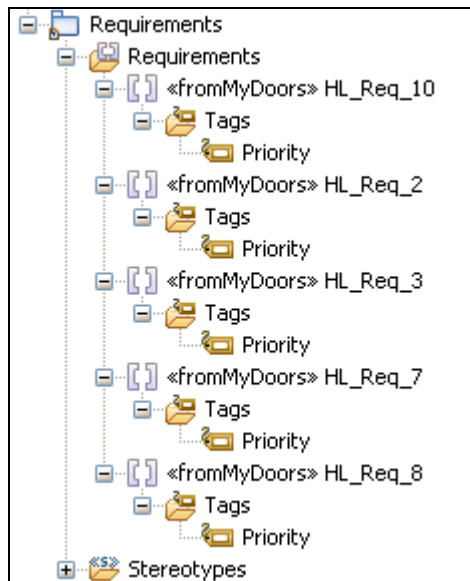 Requirements
Requirements
«fromMyDoors» HL_Req_10
Tags
Priority
«fromMyDoors» HL_Req_2
Tags
Priority
«fromMyDoors» HL_Req_3
Tags
Priority
«fromMyDoors» HL_Req_7
Tags
Priority
«fromMyDoors» HL_Req_8
Tags
Priority
«S» Stereotypes